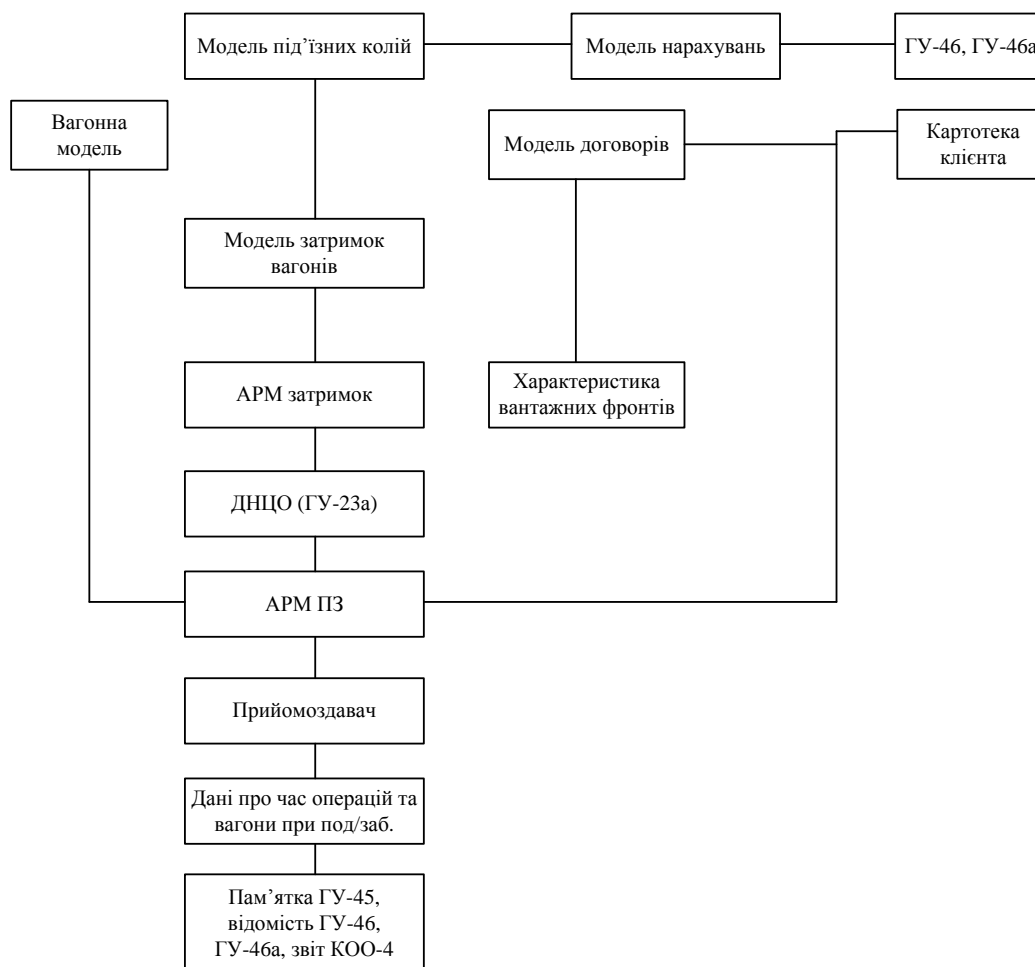 Модель під’їзних колій
Модель нарахувань
ГУ-46, ГУ-46а
Вагонна
модель
Модель договорів
Картотека
клієнта
Модель затримок
вагонів
АРМ затримок
Характеристика
вантажних фронтів
ДНЦО (ГУ-23а)
АРМ ПЗ
Прийомоздавач
Дані про час операцій та
вагони при под/заб.
Пам’ятка ГУ-45,
відомість ГУ-46,
ГУ-46а, звіт КОО-4